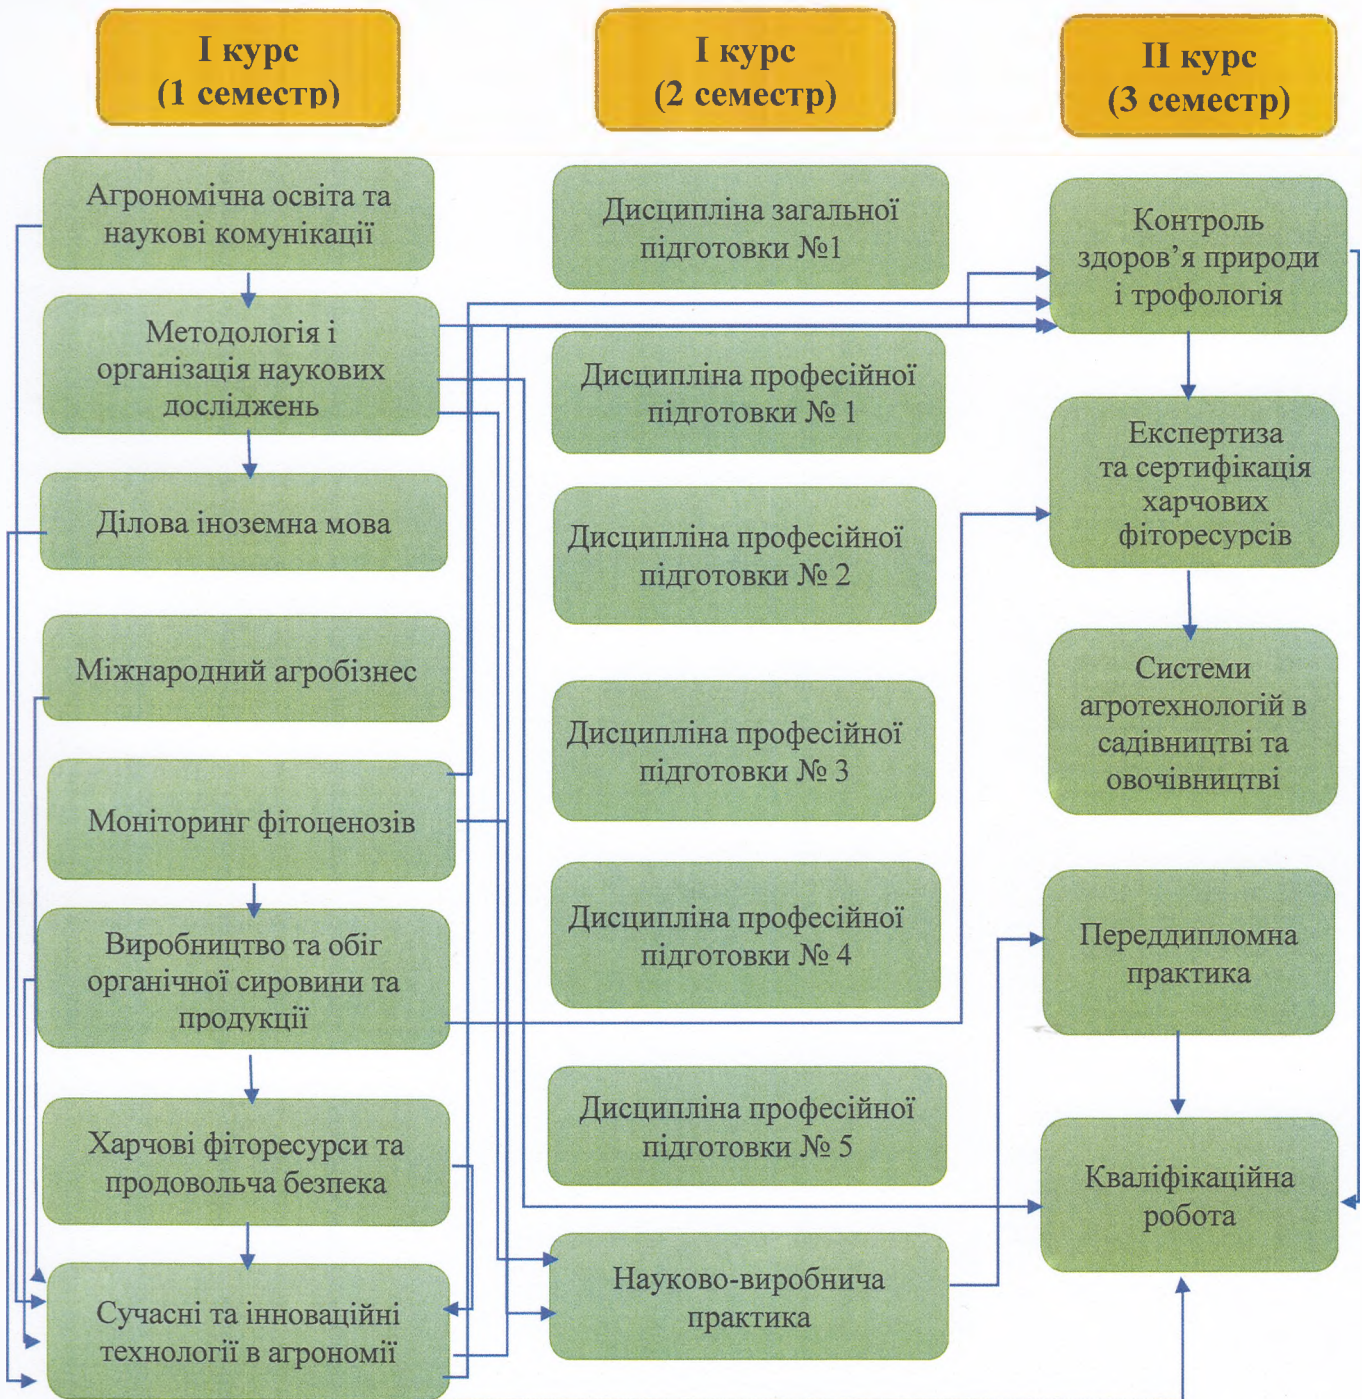 І курс
(1 семестр)
І курс
(2 семестр)
ІІ курс
(3 семестр)
Агрономічна освіта та
наукові комунікації
Методологія і
організація наукових
досліджень
Ділова іноземна мова
Міжнародний агробізнес
Моніторинг фітоценозів
Виробництво та обіг
органічної сировини та
продукції
Харчові фіторесурси та
продовольча безпека
Сучасні та інноваційні
технології в агрономії
Дисципліна загальної
підготовки №1
Дисципліна професійної
підготовки № 1
Дисципліна професійної
підготовки № 2
Дисципліна професійної
підготовки № 3
Дисципліна професійної
підготовки № 4
Дисципліна професійної
підготовки № 5
Науково-виробнича
практика
Контроль
здоров’я природи
і трофологія
Експертиза
та сертифікація
харчових
фіторесурсів
Системи
агротехнологій в
садівництві та
овочівництві
Переддипломна
практика
Кваліфікаційна
робота